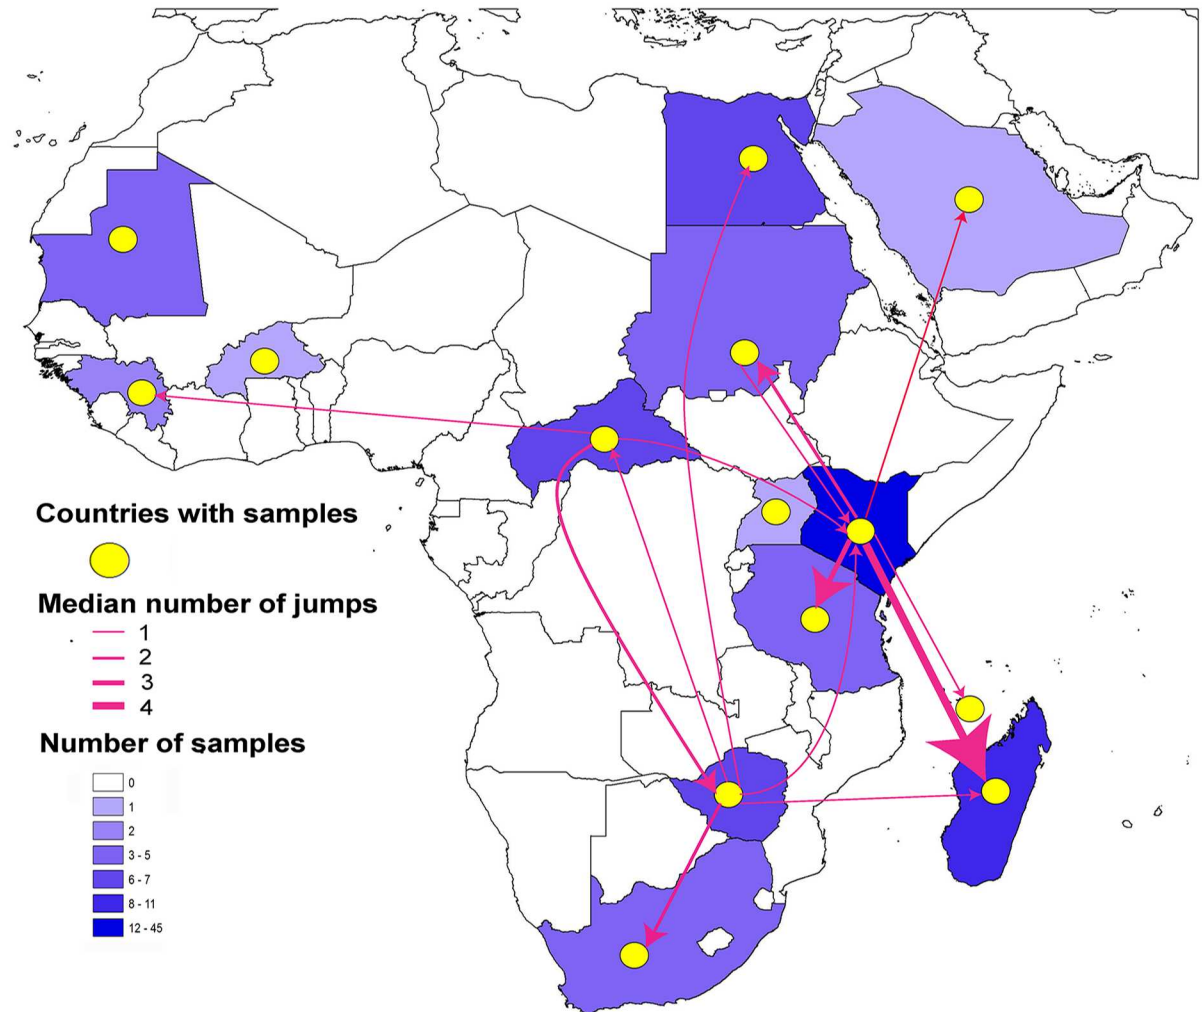 Countries with samples
Median number of jumps
1
2
3
4
Number of samples
0
1
2
3 - 5
6 - 7
8 - 11
12 - 45